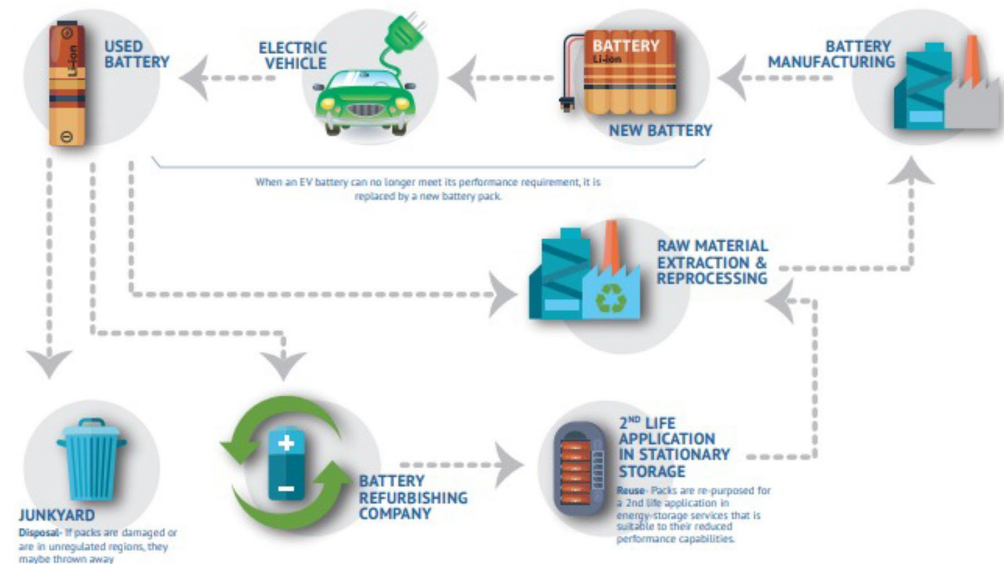 USED
BATTERY
Li-ion
ELECTRIC
VEHICLE
BATTERY
Li-ion
NEW BATTERY
BATTERY
MANUFACTURING
When an EV battery can no longer meet its performance requirement, it is
replaced by a new battery pack.
RAW MATERIAL
EXTRACTION &
REPROCESSING
JUNKYARD
Disposal- If packs are damaged or
are in unregulated regions, they
maybe thrown away
BATTERY
REFURBISHING
COMPANY
2ND LIFE
APPLICATION
IN STATIONARY
STORAGE
Reuse- Packs are re-purposed for
a 2nd life application in
energy-storage services that is
suitable to their reduced
performance capabilities.